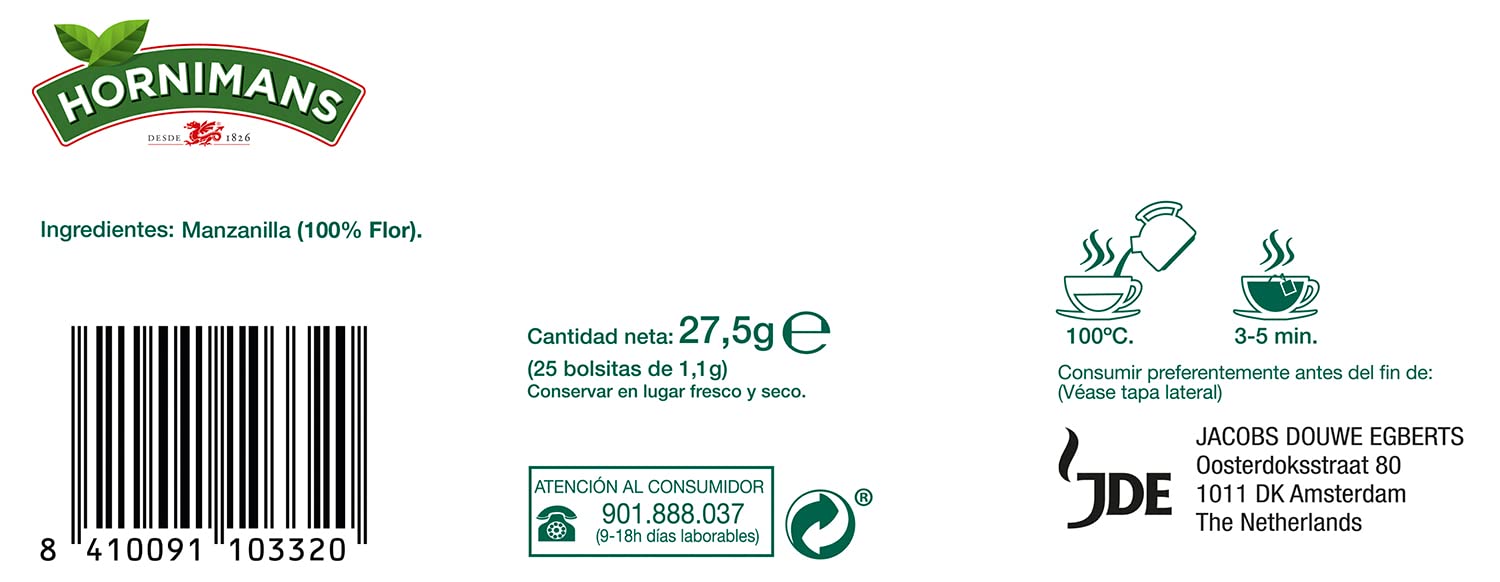 HORNIMANS
DESDE 1826
Ingredientes: Manzanilla (100% Flor).
8 410091 103320
Cantidad neta: 27,5g e
(25 bolsitas de 1,1g)
Conservar en lugar fresco y seco.
ATENCIÓN AL CONSUMIDOR
901.888.037
(9-18h días laborables)
®
100ºC.
3-5 min.
Consumir preferentemente antes del fin de:
(Véase tapa lateral)
JDE
JACOBS DOUWE EGBERTS
Oosterdoksstraat 80
1011 DK Amsterdam
The Netherlands